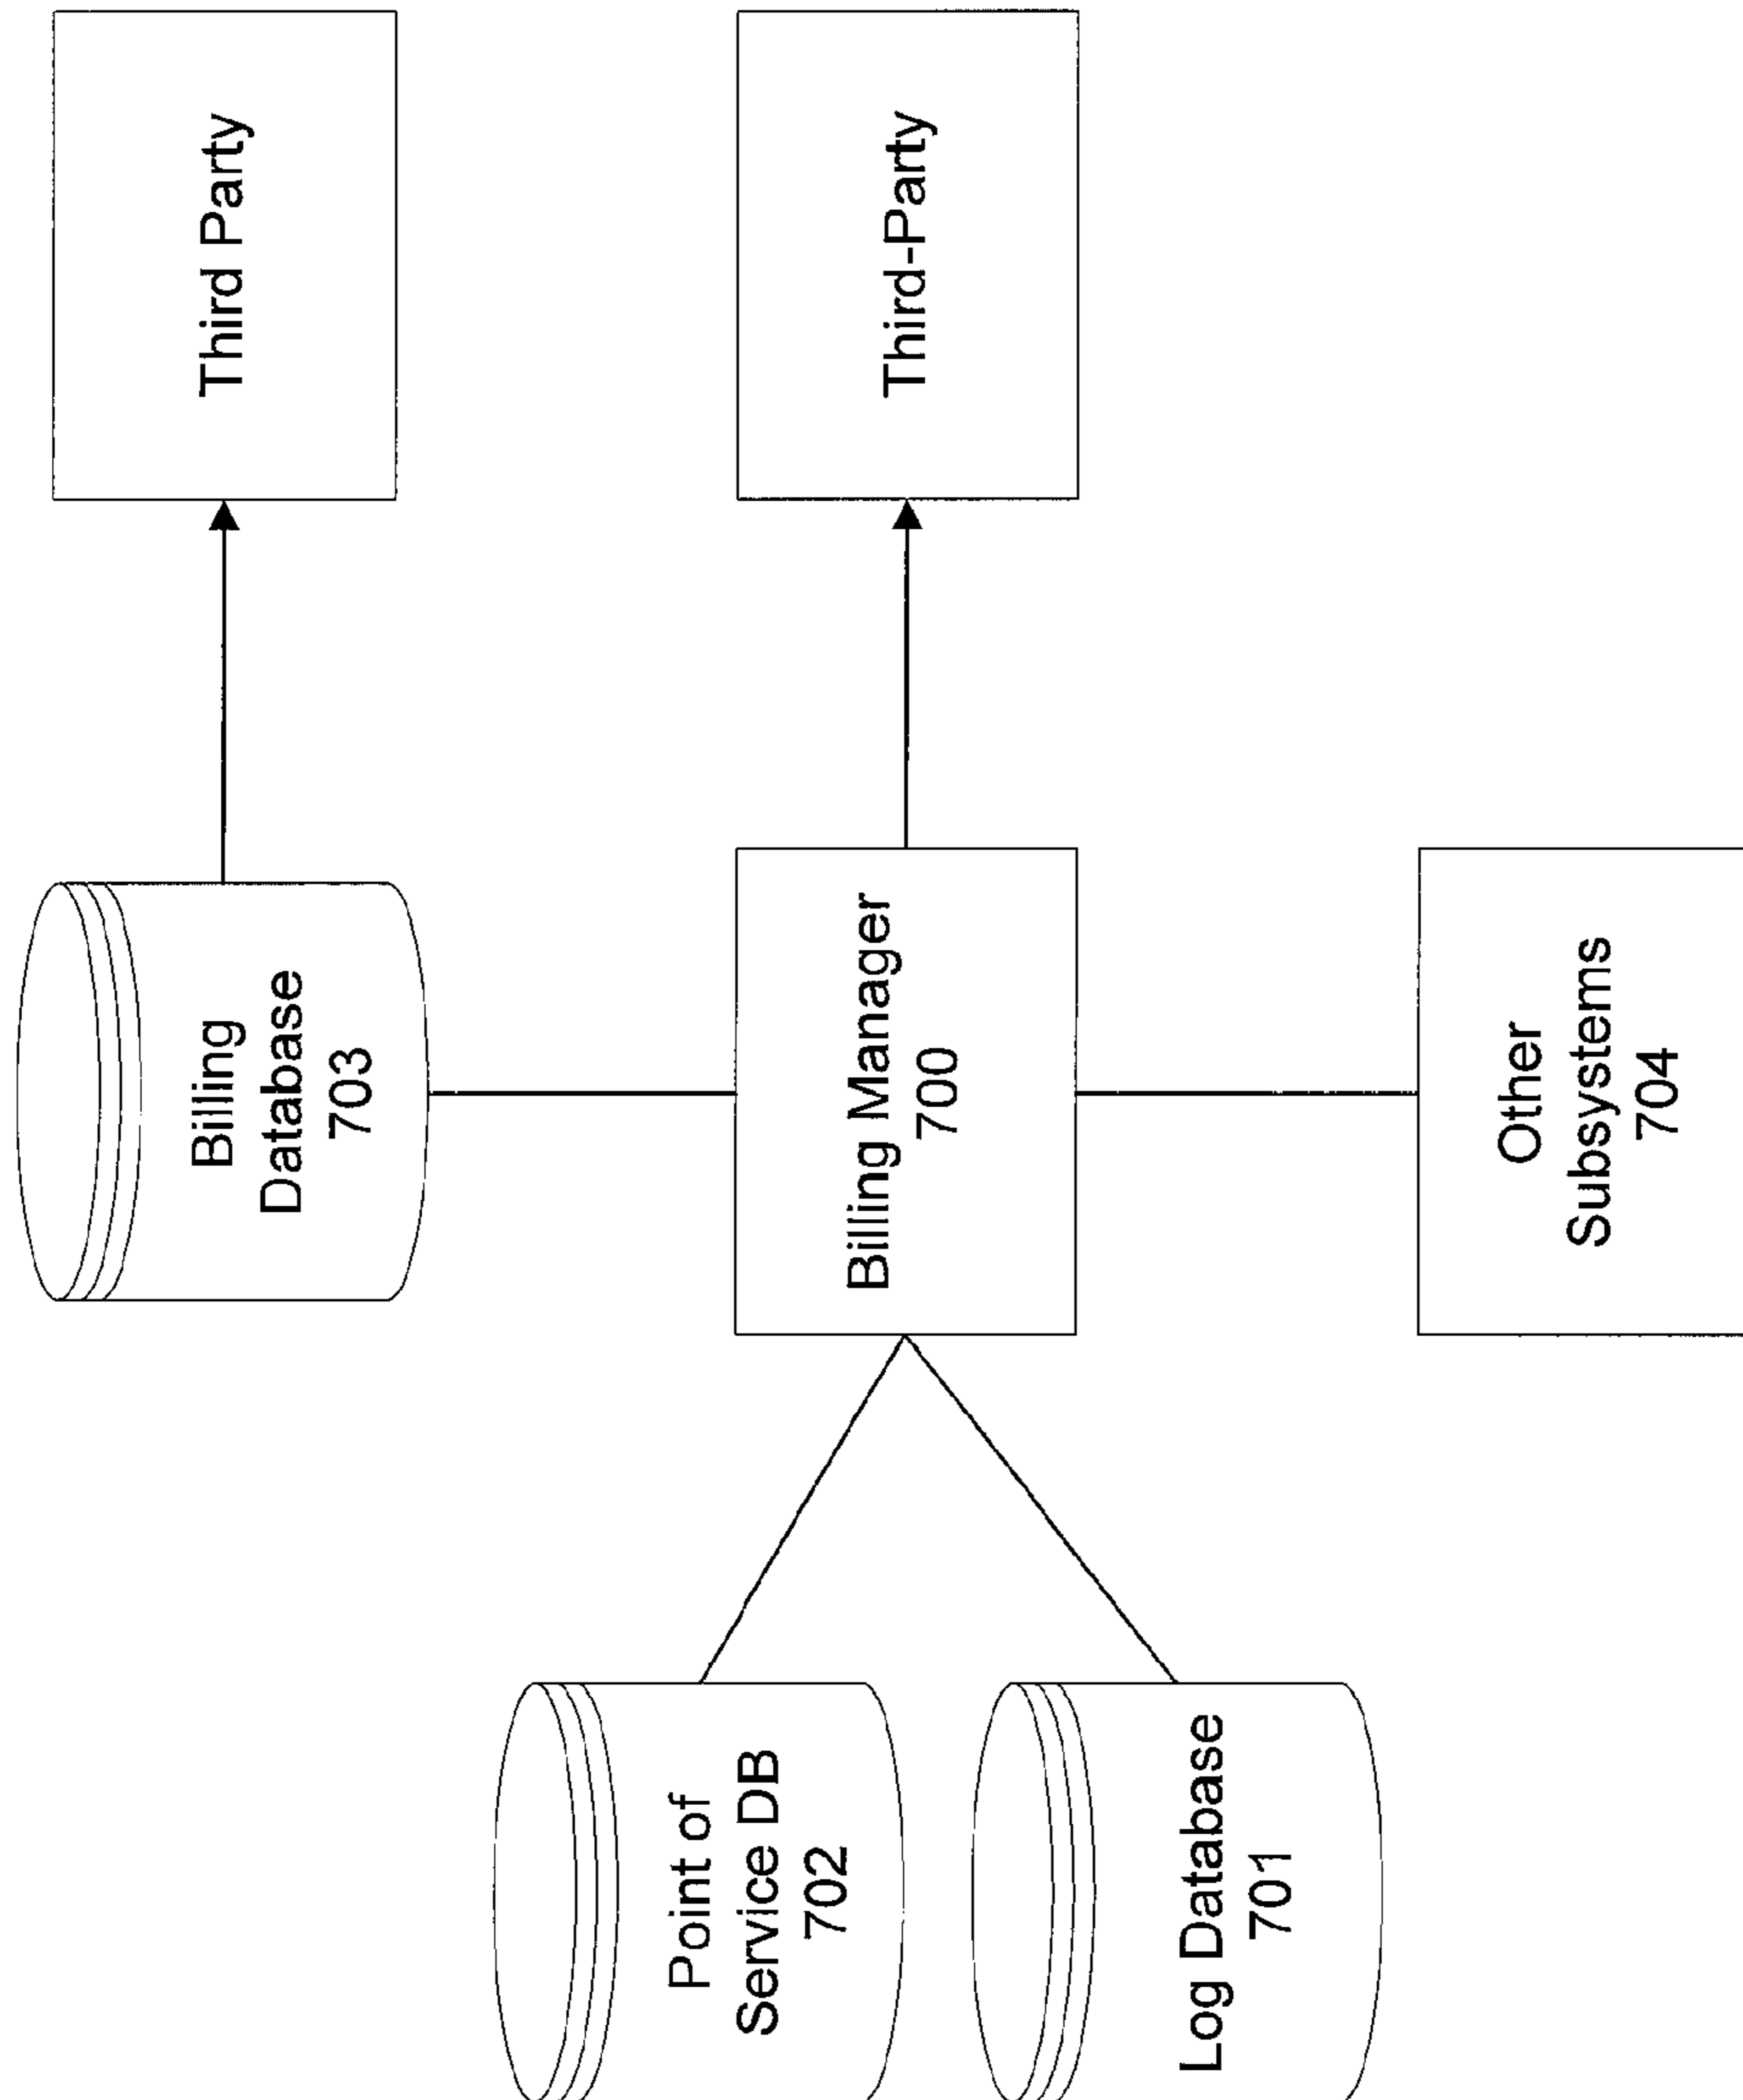 Billing
Database
703
Third Party
Point of
Service DB
702
Billing Manager
700
Third-Party
Log Database
701
Other
Subsystems
704